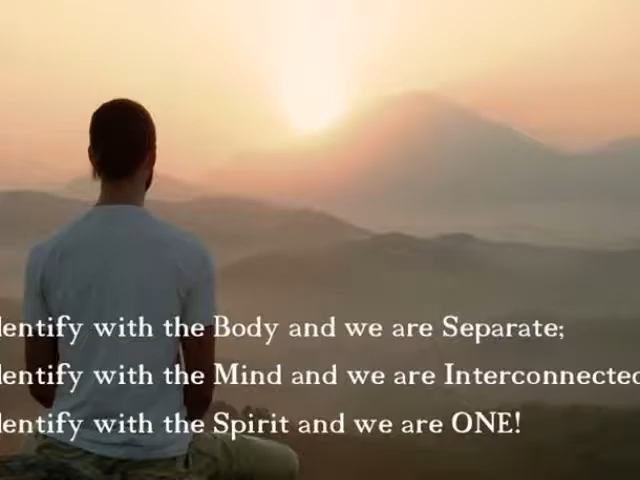 dentify with the Body and we are Separate;
dentify with the Mind and we are Interconnected
dentify with the Spirit and we are ONE!